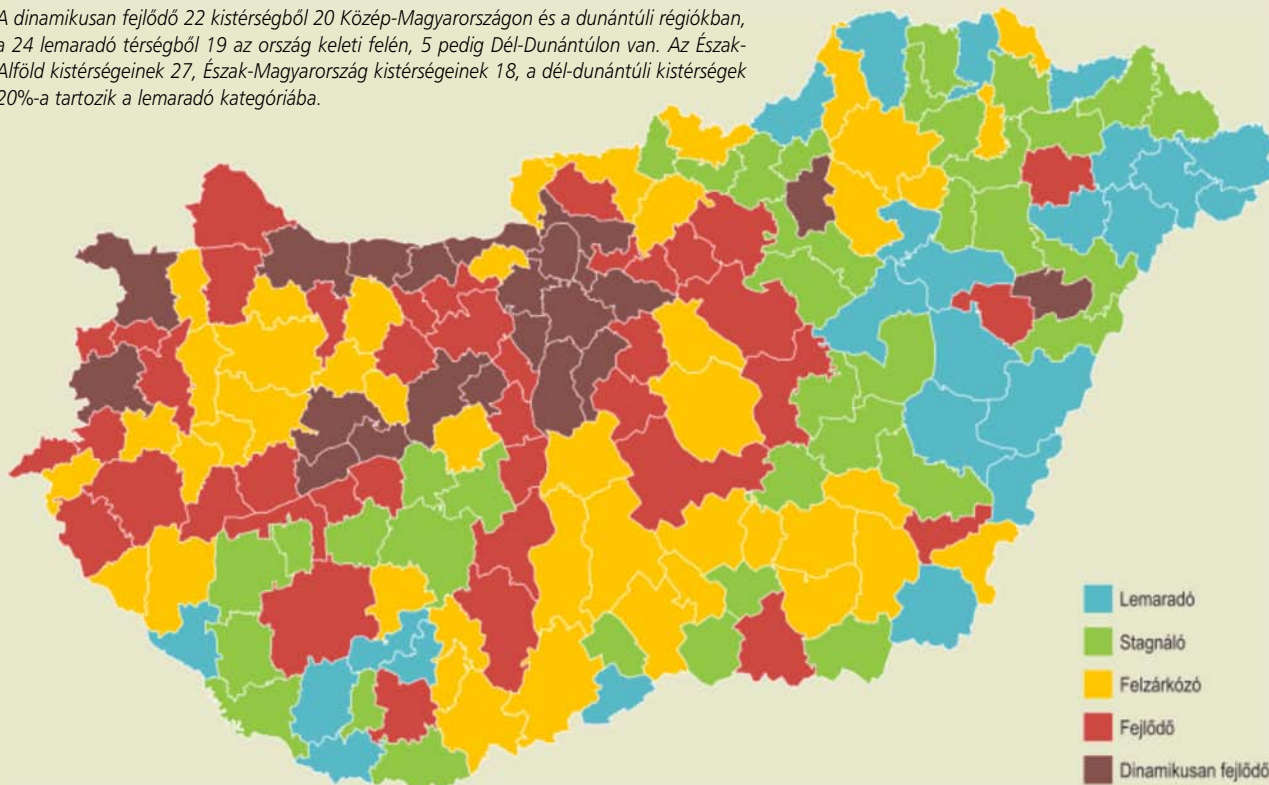 A dinamikusan fejlődő 22 kistérségből 20 Közép-Magyarországon és a dunántúli régiókban,
a 24 lemaradó térségből 19 az ország keleti felén, 5 pedig Dél-Dunántúlon van. Az Észak-
Alföld kistérségeinek 27, Észak-Magyarország kistérségeinek 18, a dél-dunántúli kistérségek
20%-a tartozik a lemaradó kategóriába.
Lemaradó
Stagnáló
Felzárkózó
Fejlődő
Dinamikusan fejlődő